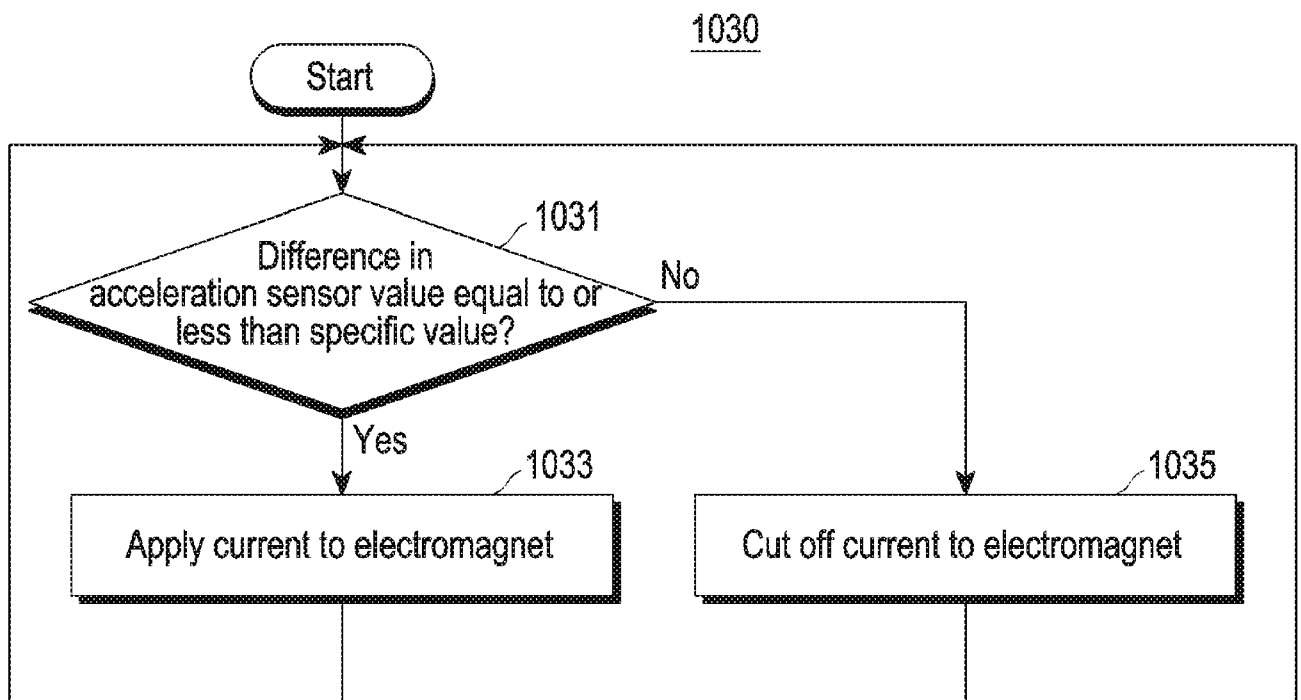 1030
Start
1031
Difference in
acceleration sensor value equal to or
less than specific value?
No
Yes
1033
Apply current to electromagnet
1035
Cut off current to electromagnet